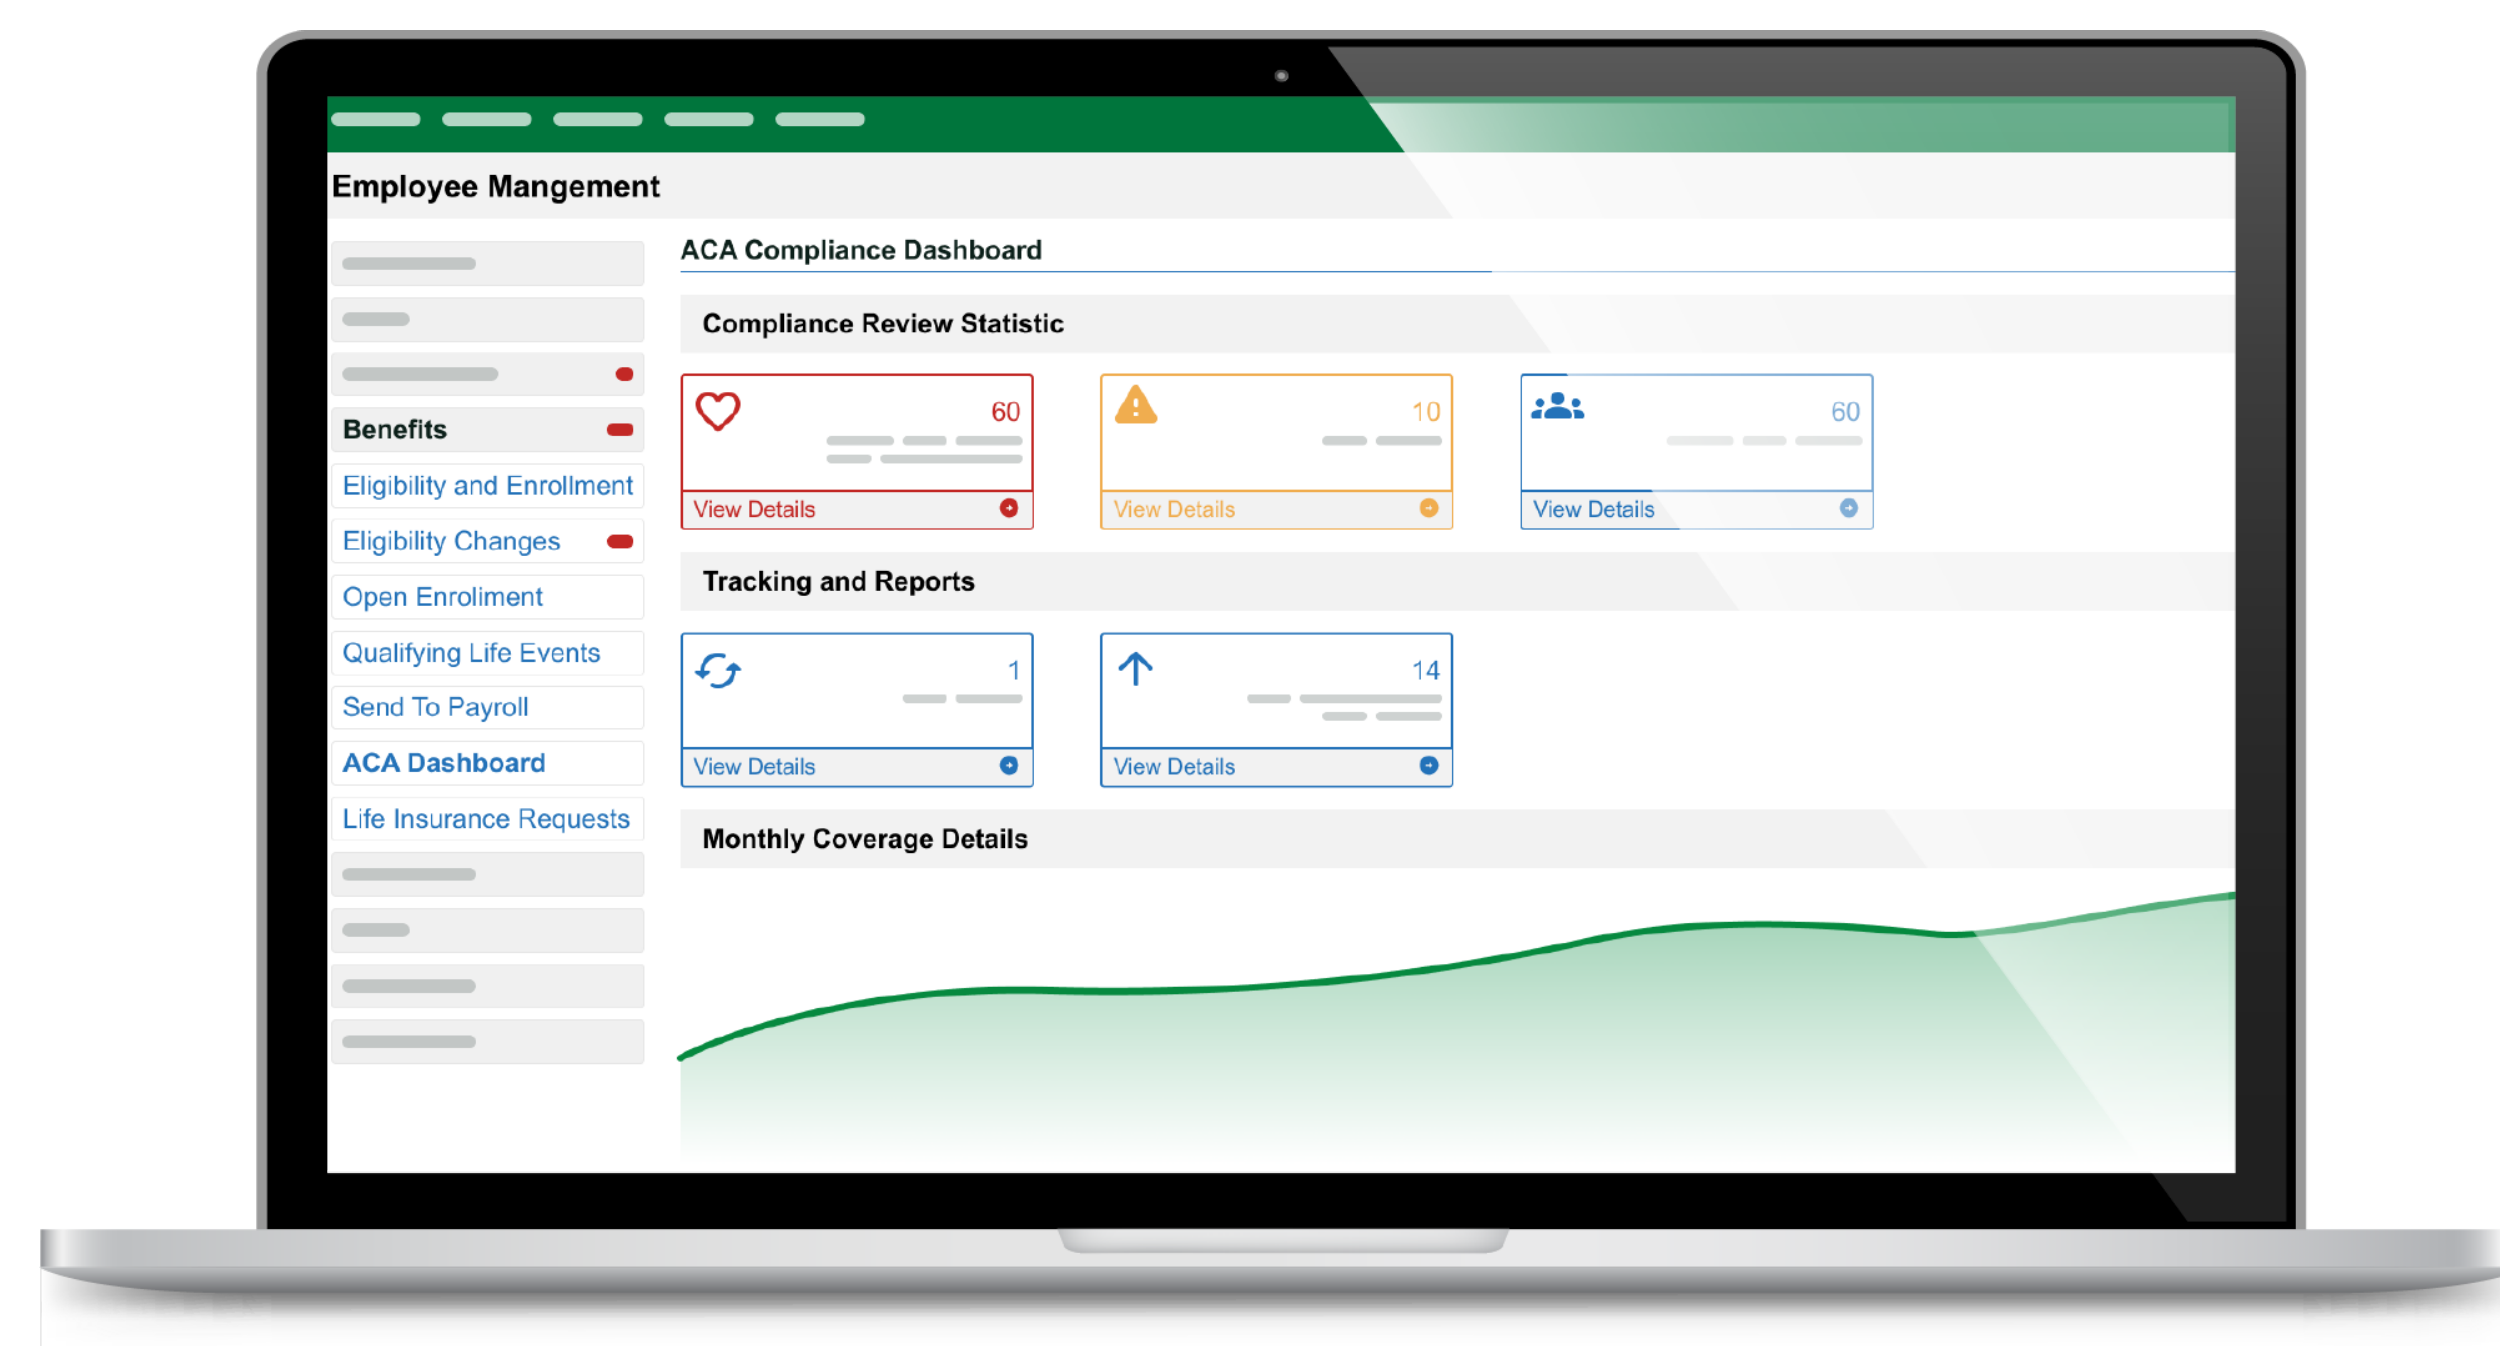 Employee Mangement
ACA Compliance Dashboard
Compliance Review Statistic
60
View Details
10
View Details
60
View Details
Tracking and Reports
1
View Details
14
View Details
Monthly Coverage Details
Benefits
Eligibility and Enrollment
Eligibility Changes
Open Enroliment
Qualifying Life Events
Send To Payroll
ACA Dashboard
Life Insurance Requests